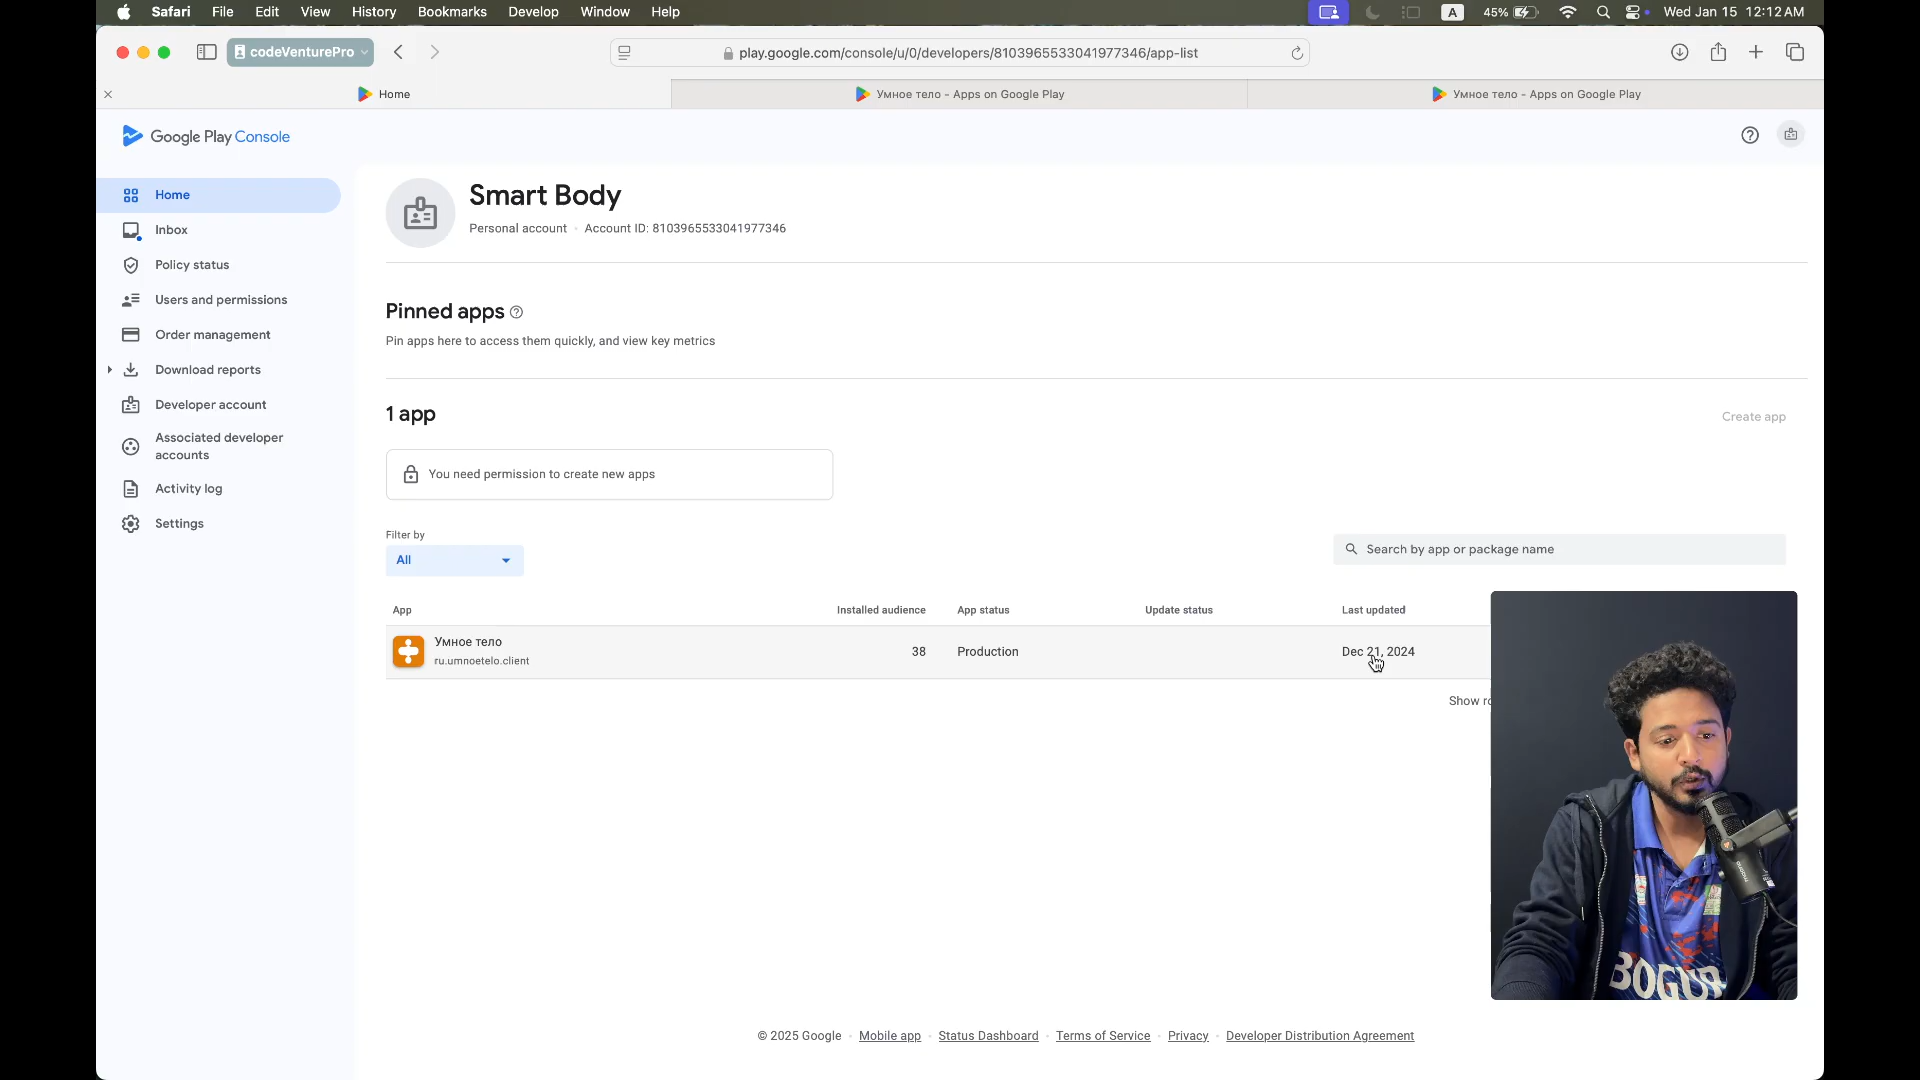 Safari File Edit View History Bookmarks Develop Window Help A 45% Wed Jan 15 12:12 AM
codeVenturePro play.google.com/console/u/0/developers/8103965533041977346/app-list
Home Умное тело - Apps on Google Play Умное тело - Apps on Google Play
Google Play Console
Home
Inbox
Policy status
Users and permissions
Order management
Download reports
Developer account
Associated developer
accounts
Activity log
Settings
Smart Body
Personal account · Account ID: 8103965533041977346
Pinned apps
Pin apps here to access them quickly, and view key metrics
1 app
Create app
You need permission to create new apps
Filter by
All
Search by app or package name
App Installed audience App status Update status Last updated
Умное тело
ru.umnoetelo.client
38 Production Dec 21, 2024
Show
BOGUR
© 2025 Google · Mobile app · Status Dashboard · Terms of Service · Privacy · Developer Distribution Agreement